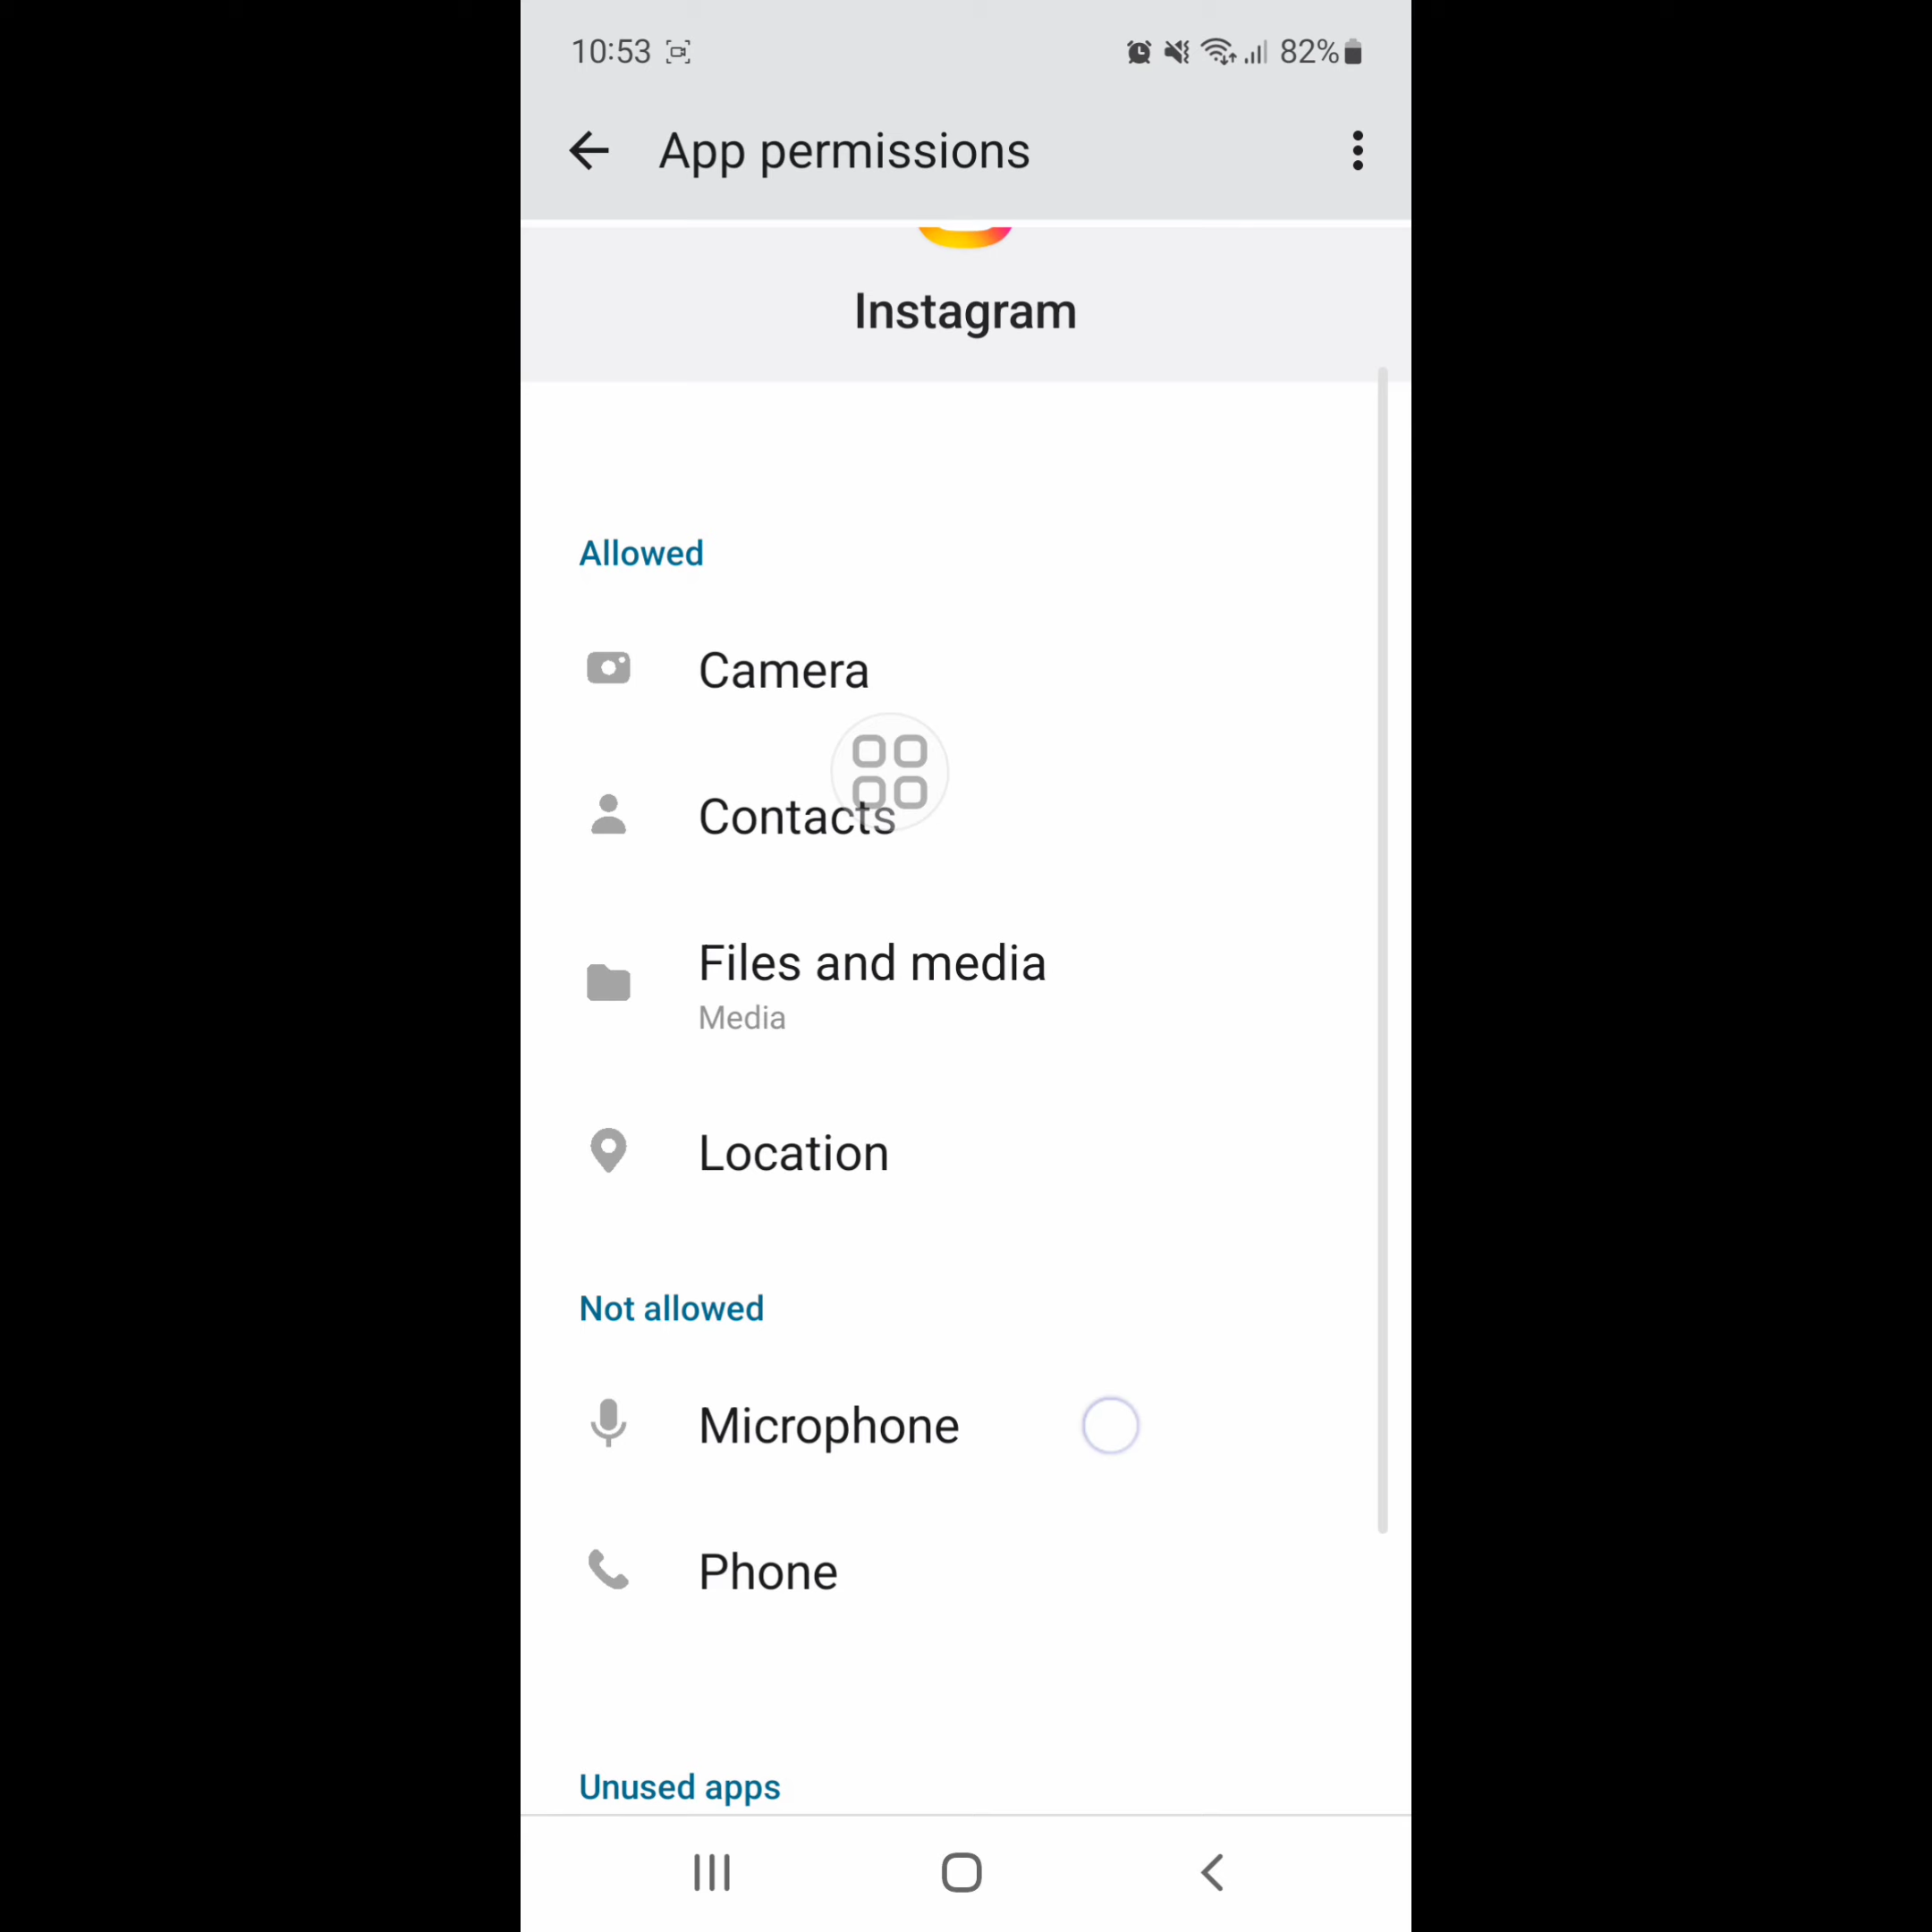 10:53 82%
App permissions
Instagram
Allowed
Camera
Contacts
Files and media
Media
Location
Not allowed
Microphone
Phone
Unused apps